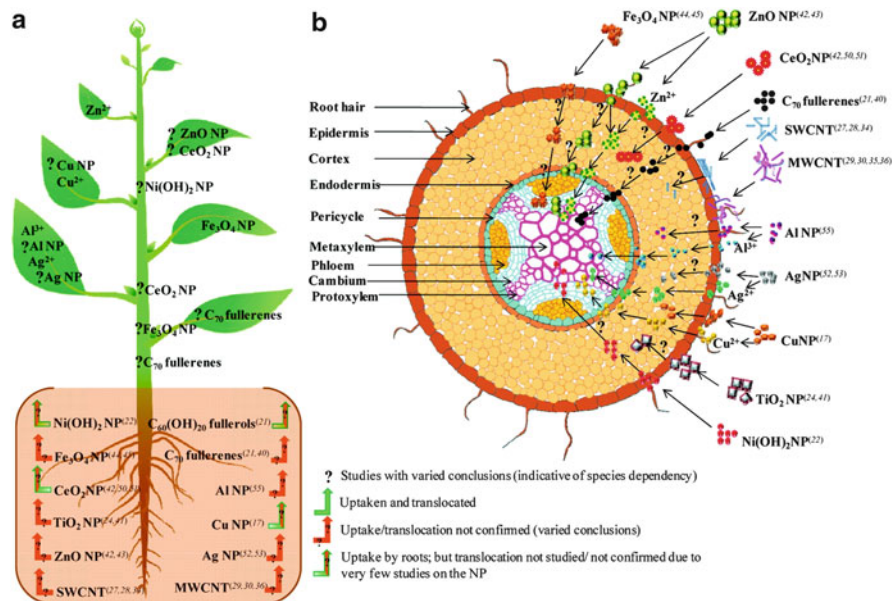 a
Zn²⁺
? ZnO NP
? CeO₂ NP
? Cu NP
Cu²⁺
? Ni(OH)₂ NP
Al³⁺
? Al NP
Ag²⁺
? Ag NP
Fe₃O₄ NP
? CeO₂ NP
? C₇₀ fullerenes
? Fe₃O₄ NP
? C₇₀ fullerenes
Ni(OH)₂ NP(22)
C₆₀(OH)₂₀ fullerols(21)
Fe₃O₄ NP(44,45)
C₇₀ fullerenes(21,40)
CeO₂NP(42,50,51)
Al NP(55)
TiO₂ NP(24,41)
Cu NP(17)
ZnO NP(42,43)
Ag NP(52,53)
SWCNT(27,28,34)
MWCNT(29,30,36)
b
Fe₃O₄ NP(44/45)
ZnO NP(42,43)
CeO₂NP(42,50,51)
Zn²⁺
C₇₀ fullerenes(21,40)
SWCNT(27,28,34)
MWCNT(29,30,35,36)
Root hair
Epidermis
Cortex
Endodermis
Pericycle
Metaxylem
Phloem
Cambium
Protoxylem
Al NP(55)
Al³⁺
AgNP(52,53)
Ag²⁺
CuNP(17)
Cu²⁺
TiO₂ NP(24,41)
Ni(OH)₂NP(22)
? Studies with varied conclusions (indicative of species dependency)
Uptaken and translocated
Uptake/translocation not confirmed (varied conclusions)
Uptake by roots; but translocation not studied/ not confirmed due to
very few studies on the NP